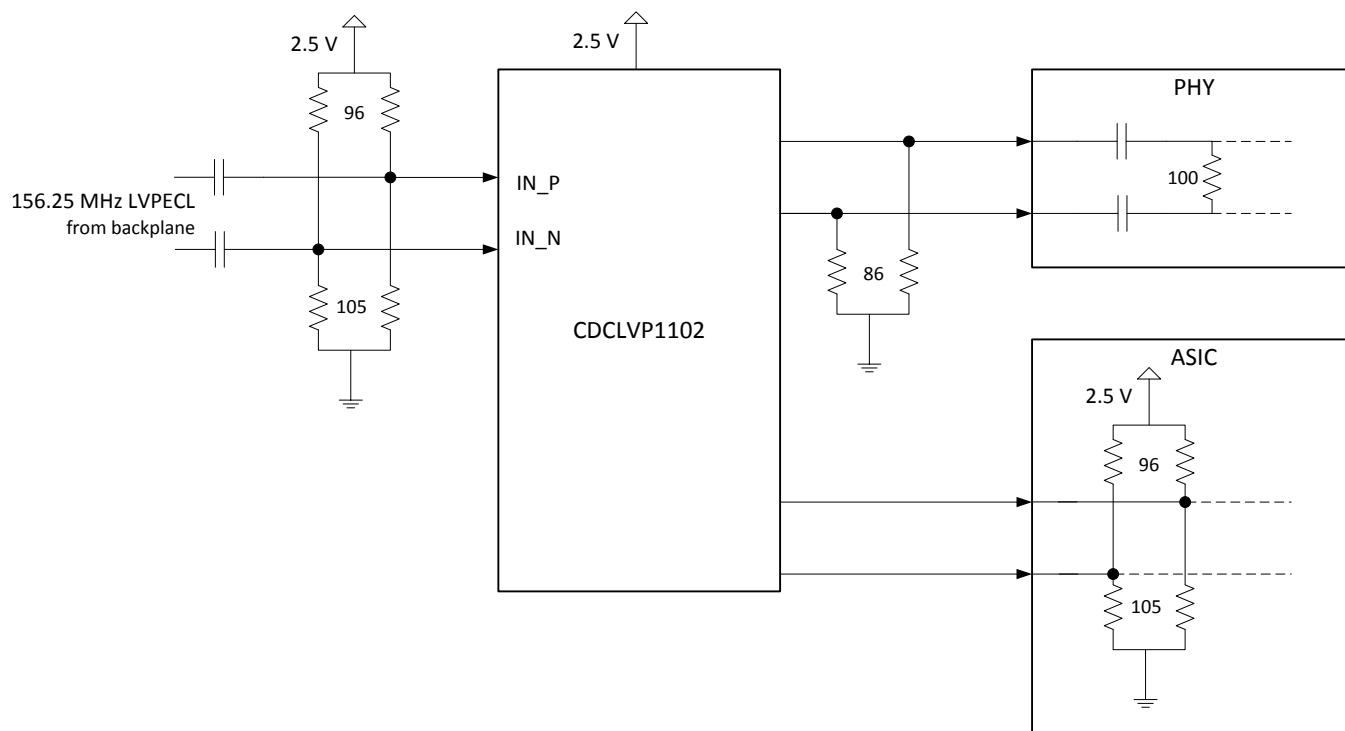 2.5 V
96
156.25 MHz LVPECL
from backplane
105
2.5 V
IN_P
IN_N
CDCLVP1102
86
PHY
100
ASIC
2.5 V
96
105